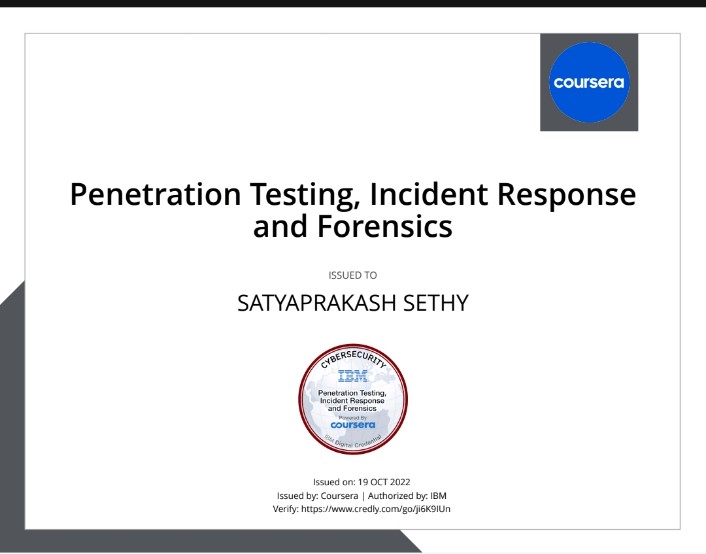 coursera
Penetration Testing, Incident Response
and Forensics
ISSUED TO
SATYAPRAKASH SETHY
CYBERSECURITY
IBM
Penetration Testing,
Incident Response
and Forensics
Powered By
coursera
Digital Credential
Issued on: 19 OCT 2022
Issued by: Coursera | Authorized by: IBM
Verify: https://www.credly.com/go/ji6K9IUn